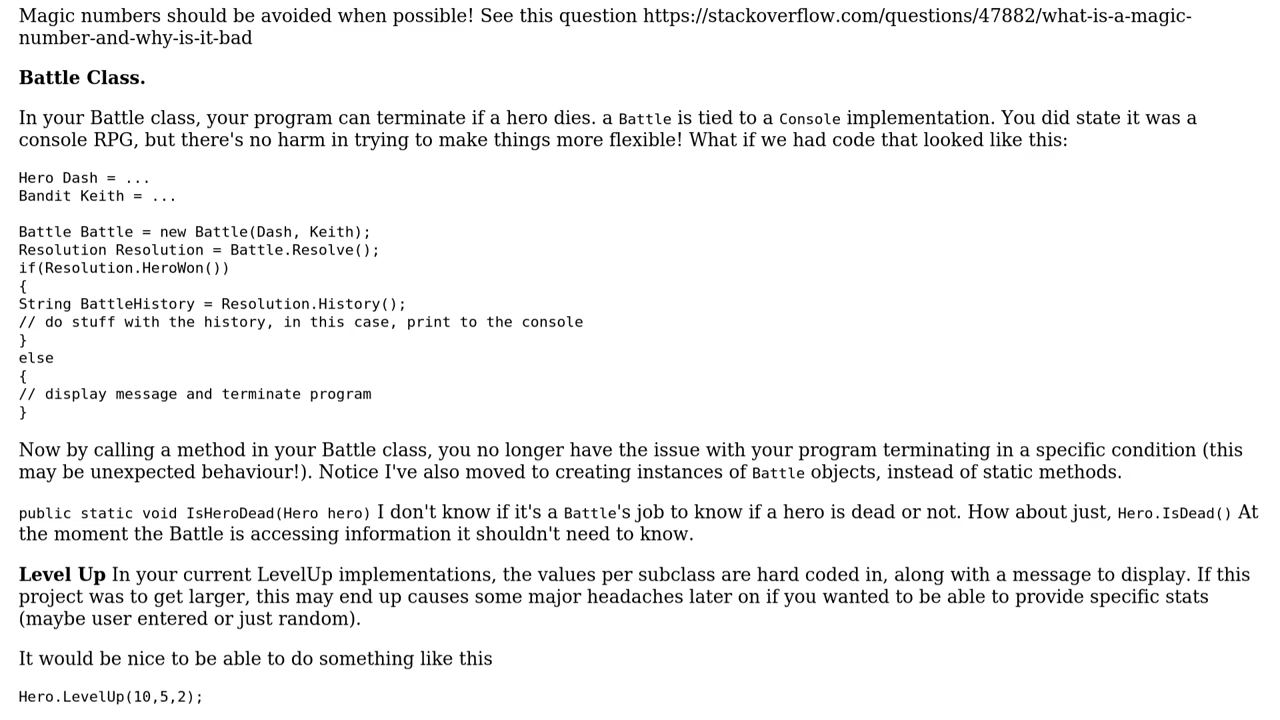 Magic numbers should be avoided when possible! See this question https://stackoverflow.com/questions/47882/what-is-a-magic-
number-and-why-is-it-bad
Battle Class.
In your Battle class, your program can terminate if a hero dies. a Battle is tied to a Console implementation. You did state it was a
console RPG, but there's no harm in trying to make things more flexible! What if we had code that looked like this:
Hero Dash = ...
Bandit Keith = ...
Battle Battle = new Battle(Dash, Keith);
Resolution Resolution = Battle.Resolve();
if(Resolution.HeroWon())
{
String BattleHistory = Resolution.History();
// do stuff with the history, in this case, print to the console
}
else
{
// display message and terminate program
}
Now by calling a method in your Battle class, you no longer have the issue with your program terminating in a specific condition (this
may be unexpected behaviour!). Notice I've also moved to creating instances of Battle objects, instead of static methods.
public static void IsHeroDead(Hero hero) I don't know if it's a Battle's job to know if a hero is dead or not. How about just, Hero.IsDead() At
the moment the Battle is accessing information it shouldn't need to know.
Level Up In your current LevelUp implementations, the values per subclass are hard coded in, along with a message to display. If this
project was to get larger, this may end up causes some major headaches later on if you wanted to be able to provide specific stats
(maybe user entered or just random).
It would be nice to be able to do something like this
Hero.LevelUp(10,5,2);